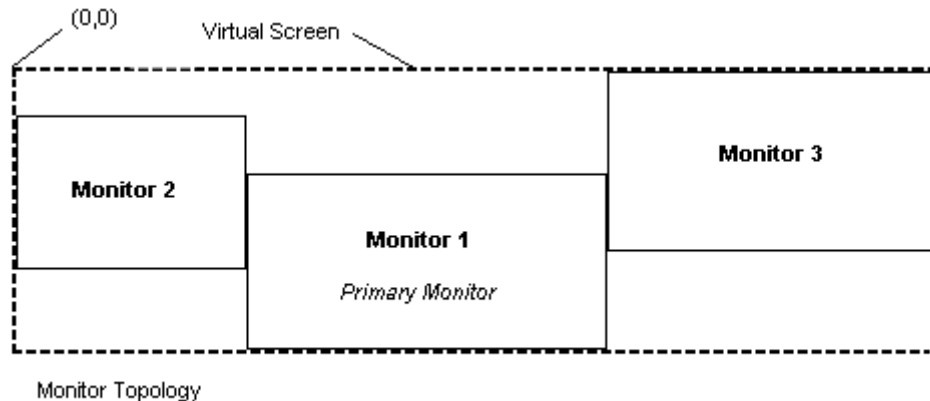 (0,0)
Virtual Screen
Monitor 3
Monitor 2
Monitor 1
Primary Monitor
Monitor Topology